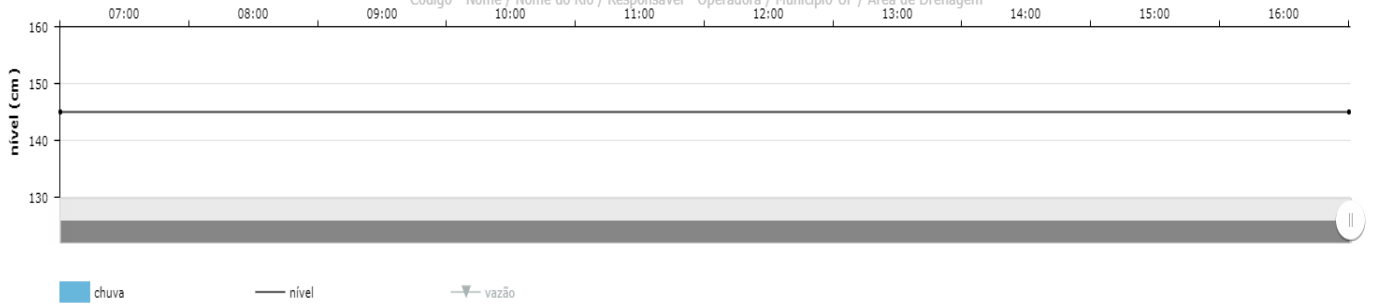 Código - Nome / Nome do Rio / Responsável - Operadora / Município-UF / Área de Drenagem
07:00 08:00 09:00 10:00 11:00 12:00 13:00 14:00 15:00 16:00
160
150
140
130
nível (cm)
chuva nível vazão